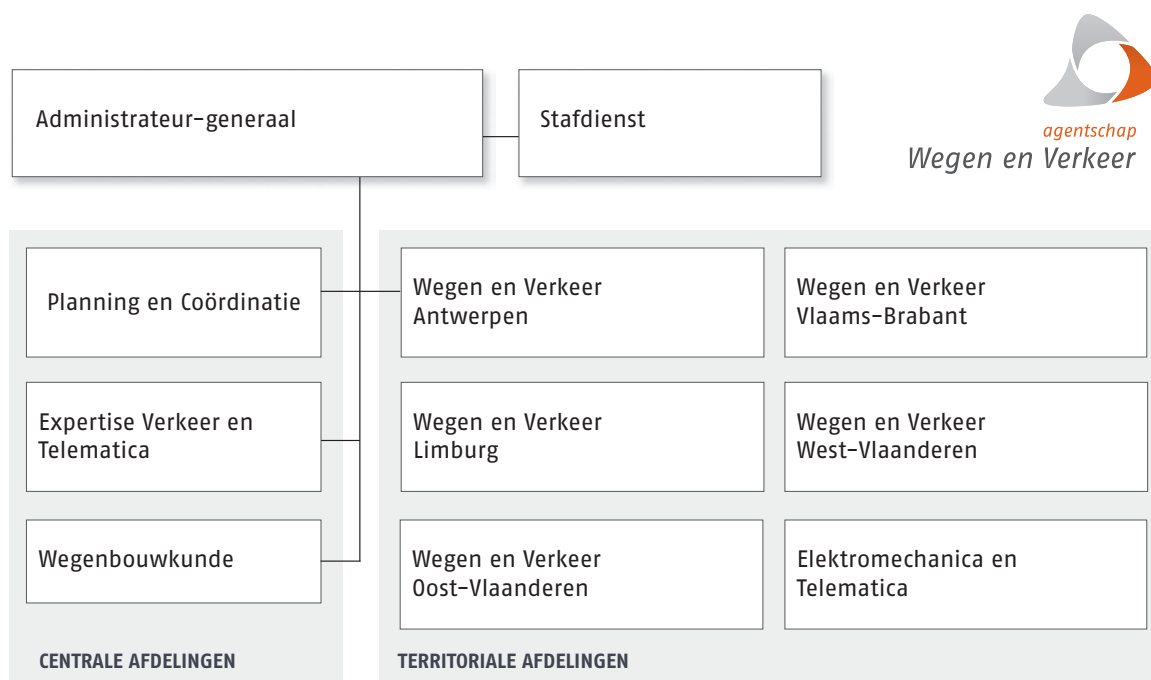 Administrateur-generaal
Stafdienst
agentschap
Wegen en Verkeer
Planning en Coördinatie
Expertise Verkeer en
Telematica
Wegenbouwkunde
CENTRALE AFDELINGEN
Wegen en Verkeer
Antwerpen
Wegen en Verkeer
Vlaams-Brabant
Wegen en Verkeer
Limburg
Wegen en Verkeer
West-Vlaanderen
Wegen en Verkeer
Oost-Vlaanderen
Elektromechanica en
Telematica
TERRITORIALE AFDELINGEN